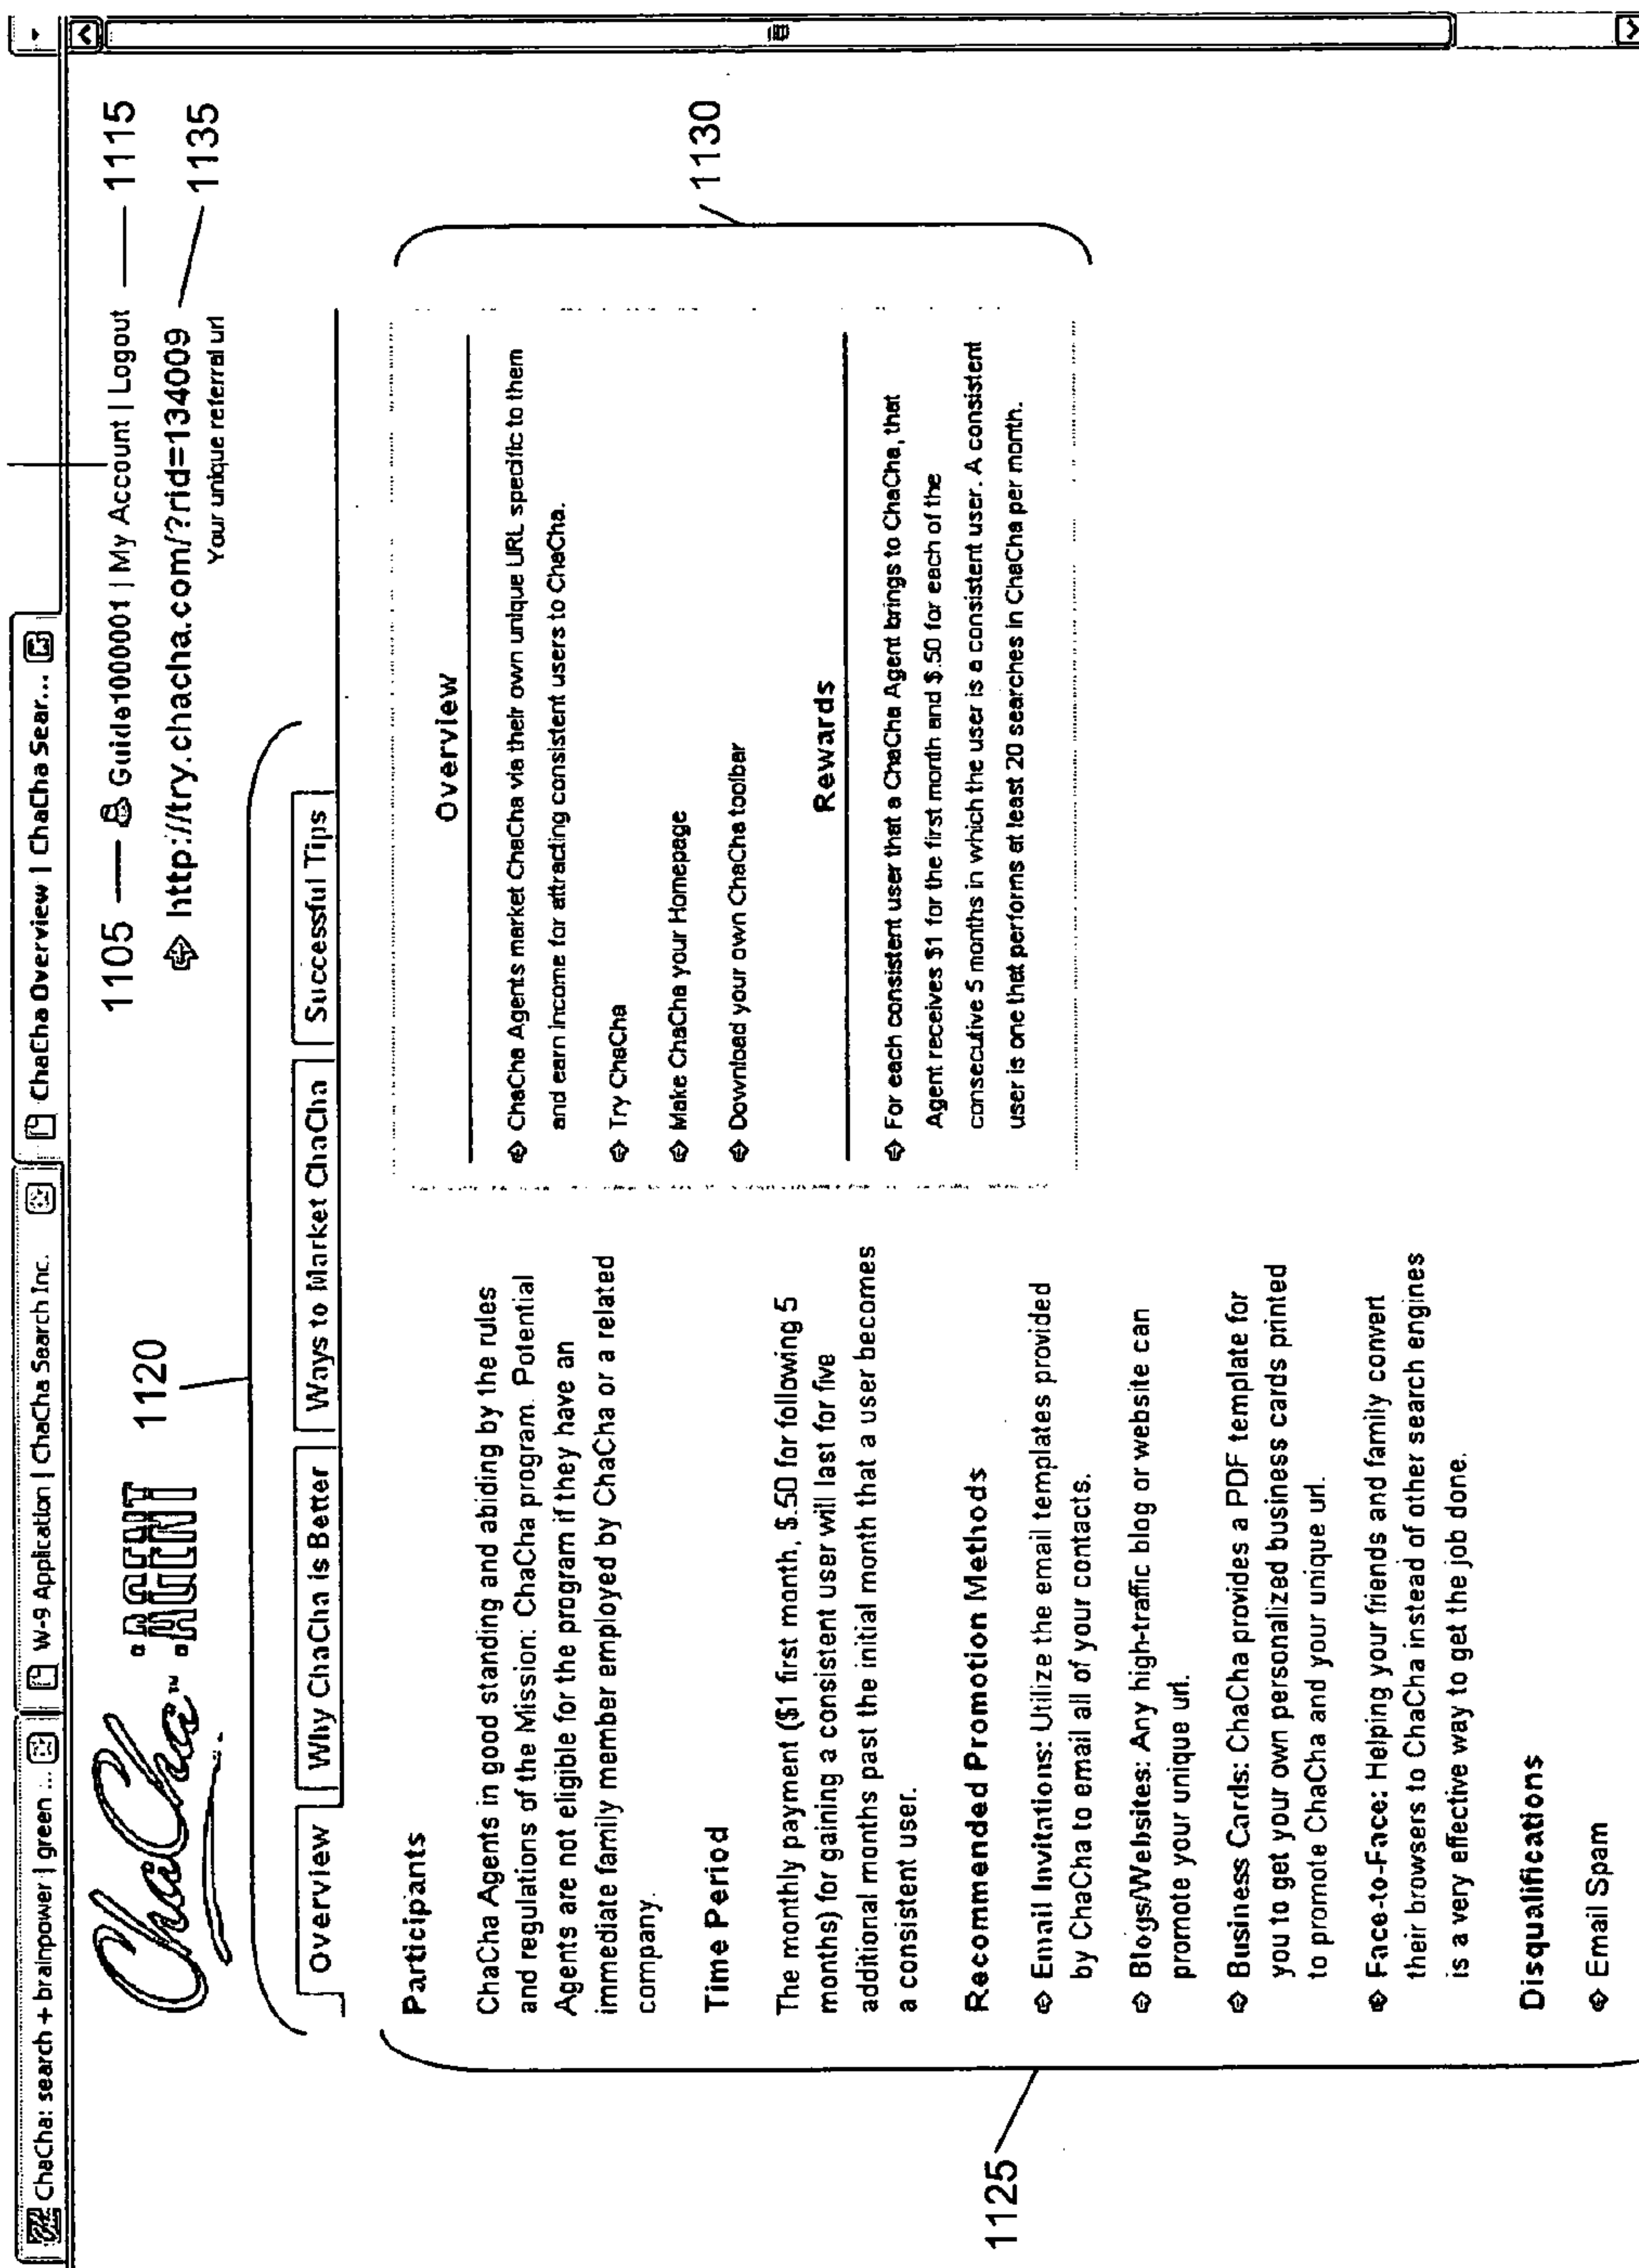 ChaCha: search + brainpower | green ...
W-9 Application | ChaCha Search Inc.
ChaCha Overview | ChaCha Sear...
ChaCha™
AGENT
1120
1105
Guide1000001 | My Account | Logout
1115
http://try.chacha.com/?rid=134009
1135
Your unique referral url
Overview
Why ChaCha is Better
Ways to Market ChaCha
Successful Tips
Participants
ChaCha Agents in good standing and abiding by the rules
and regulations of the Mission: ChaCha program. Potential
Agents are not eligible for the program if they have an
immediate family member employed by ChaCha or a related
company.
Time Period
The monthly payment ($1 first month, $.50 for following 5
months) for gaining a consistent user will last for five
additional months past the initial month that a user becomes
a consistent user.
Recommended Promotion Methods
Email Invitations: Utilize the email templates provided
by ChaCha to email all of your contacts.
Blogs/Websites: Any high-traffic blog or website can
promote your unique url.
Business Cards: ChaCha provides a PDF template for
you to get your own personalized business cards printed
to promote ChaCha and your unique url.
Face-to-Face: Helping your friends and family convert
their browsers to ChaCha instead of other search engines
is a very effective way to get the job done.
Disqualifications
Email Spam
1125
Overview
ChaCha Agents market ChaCha via their own unique URL specific to them
and earn income for attracting consistent users to ChaCha.
Try ChaCha
Make ChaCha your Homepage
Download your own ChaCha toolbar
Rewards
For each consistent user that a ChaCha Agent brings to ChaCha, that
Agent receives $1 for the first month and $.50 for each of the
consecutive 5 months in which the user is a consistent user. A consistent
user is one that performs at least 20 searches in ChaCha per month.
1130